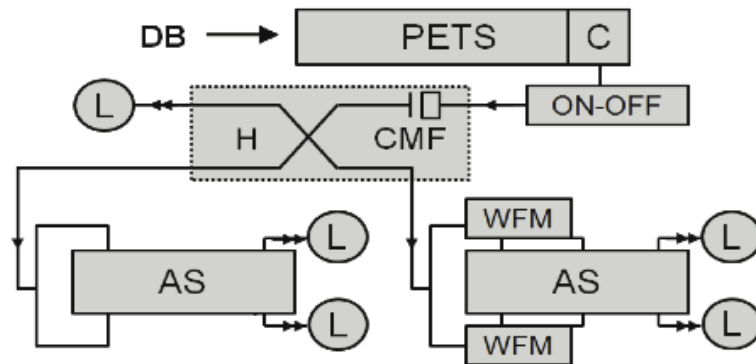 DB PETS C
L ON-OFF
H CMF
WFM
L L
AS AS
L L
WFM